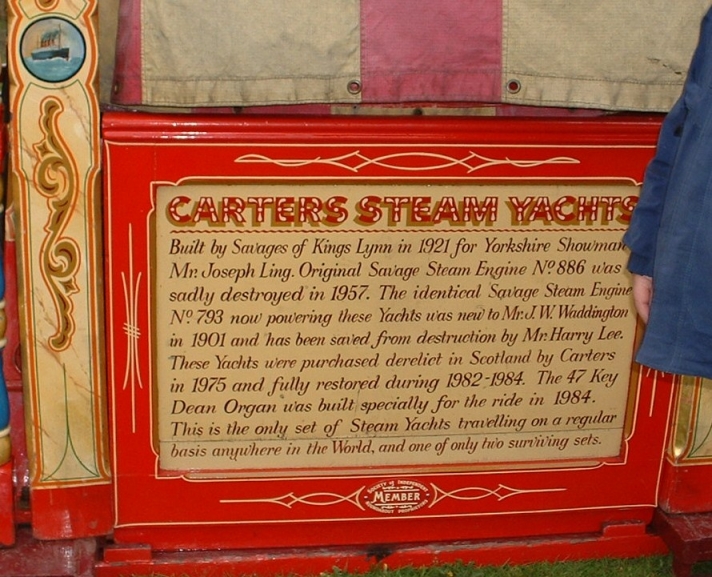 CARTERS STEAM YACHTS
Built by Savages of Kings Lynn in 1921 for Yorkshire Showman
Mr. Joseph Ling. Original Savage Steam Engine Nº 886 was
sadly destroyed in 1957. The identical Savage Steam Engine
Nº 793 now powering these Yachts was new to Mr. J.W. Waddington
in 1901 and has been saved from destruction by Mr. Harry Lee.
These Yachts were purchased derelict in Scotland by Carters
in 1975 and fully restored during 1982-1984. The 47 Key
Dean Organ was built specially for the ride in 1984.
This is the only set of Steam Yachts travelling on a regular
basis anywhere in the World, and one of only two surviving sets.
SOCIETY of INDEPENDENT
MEMBER
ROUNDABOUT PROPRIETORS